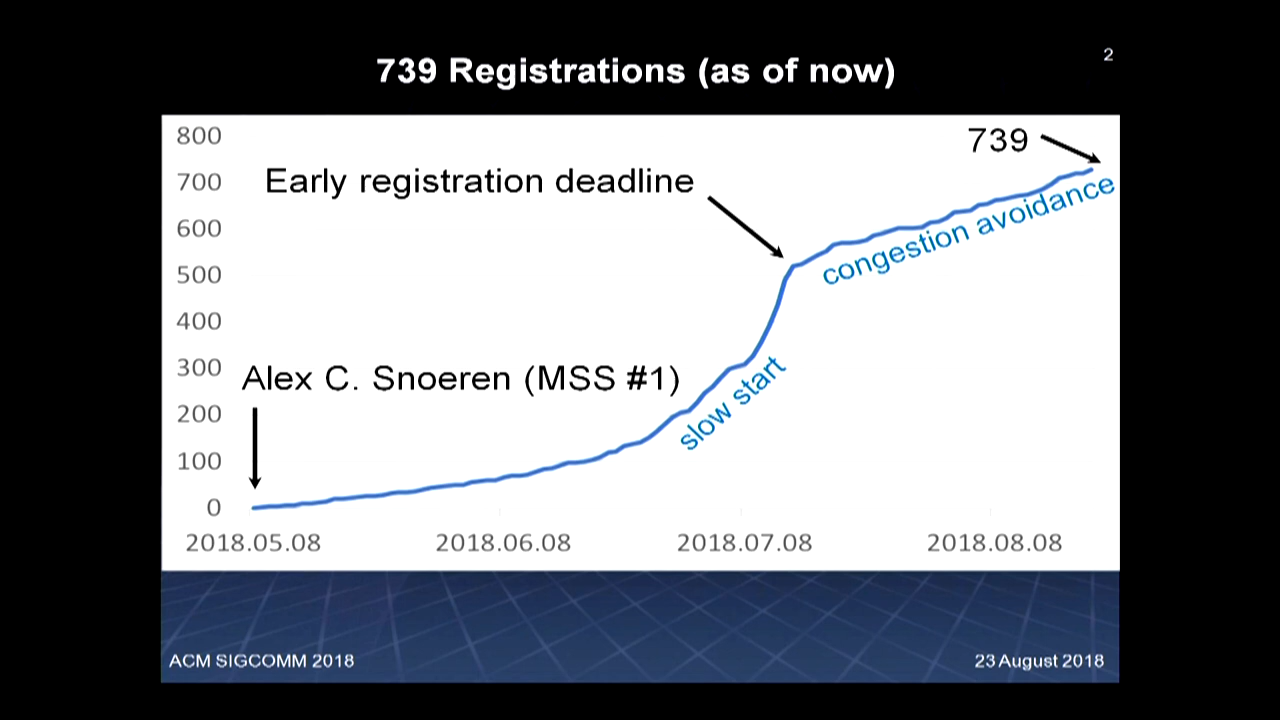 739 Registrations (as of now)
2
800
700
600
500
400
300
200
100
0
739
Early registration deadline
congestion avoidance
Alex C. Snoeren (MSS #1)
slow start
2018.05.08
2018.06.08
2018.07.08
2018.08.08
ACM SIGCOMM 2018
23 August 2018